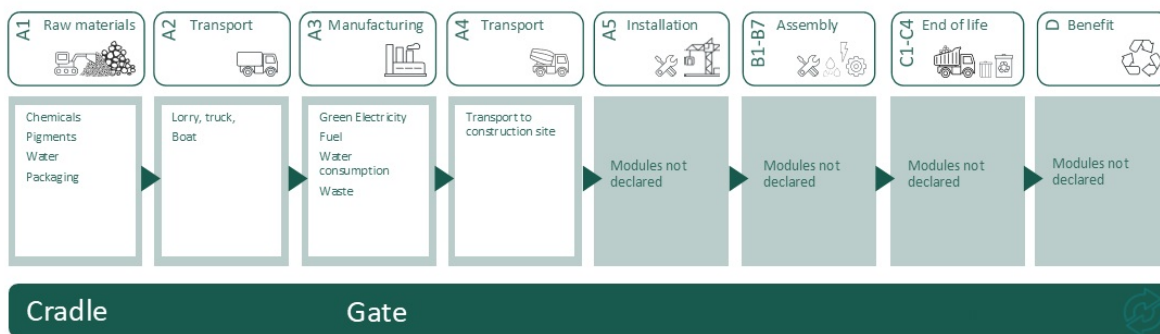 A1 Raw materials
A2 Transport
A3 Manufacturing
A4 Transport
A5 Installation
B1-B7 Assembly
C1-C4 End of life
D Benefit
Chemicals
Pigments
Water
Packaging
Lorry, truck,
Boat
Green Electricity
Fuel
Water
consumption
Waste
Transport to
construction site
Modules not
declared
Modules not
declared
Modules not
declared
Modules not
declared
Cradle
Gate